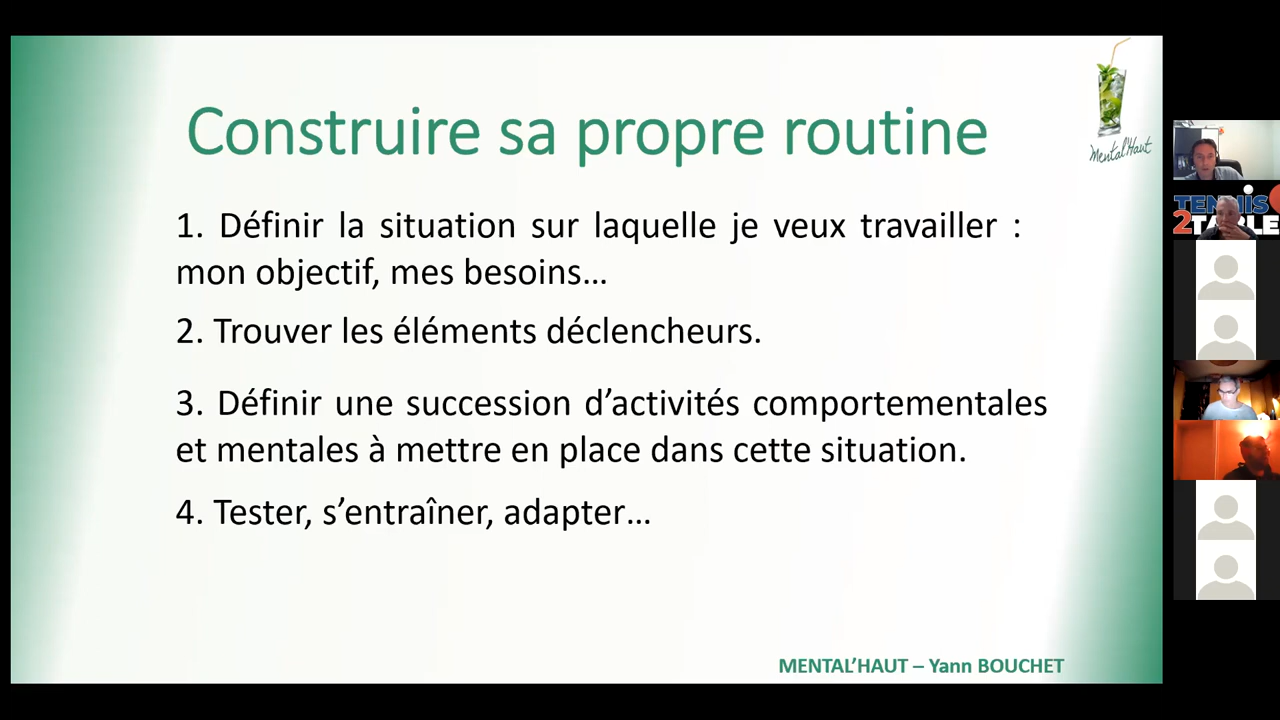 Construire sa propre routine
Mental'Haut
1. Définir la situation sur laquelle je veux travailler :
mon objectif, mes besoins…
2. Trouver les éléments déclencheurs.
3. Définir une succession d’activités comportementales
et mentales à mettre en place dans cette situation.
4. Tester, s’entraîner, adapter…
MENTAL’HAUT – Yann BOUCHET
TENNIS
2TABLE